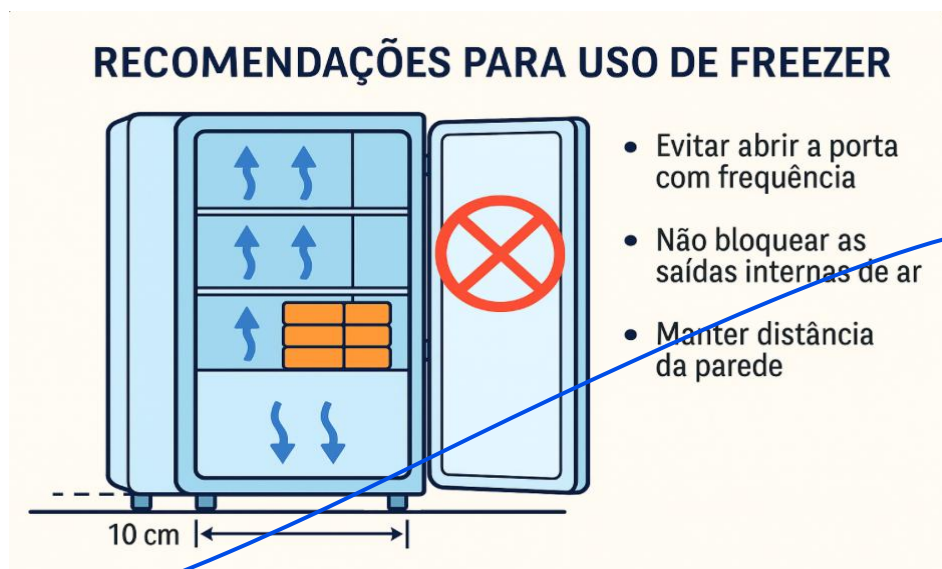 RECOMENDAÇÕES PARA USO DE FREEZER
• Evitar abrir a porta
com frequência
• Não bloquear as
saídas internas de ar
• Manter distância
da parede
10 cm